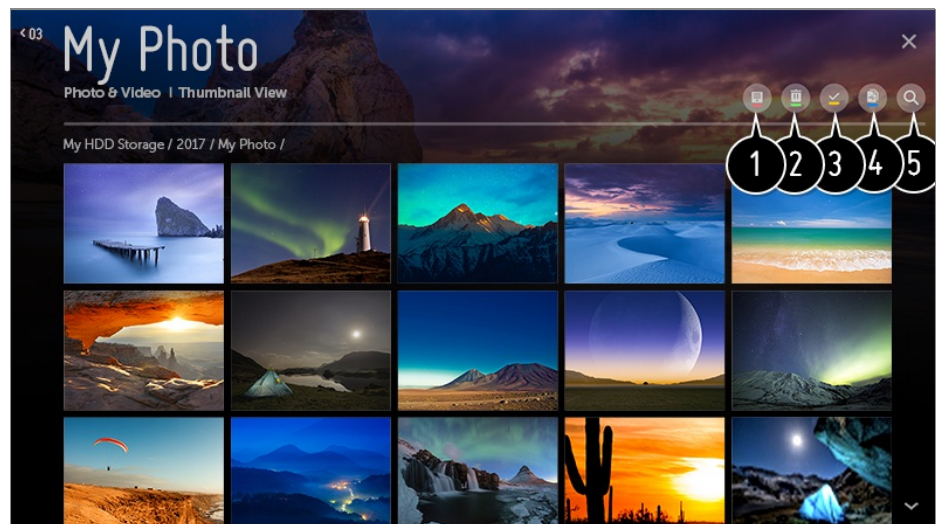 < 03
My Photo
Photo & Video | Thumbnail View
1 2 3 4 5
My HDD Storage / 2017 / My Photo /